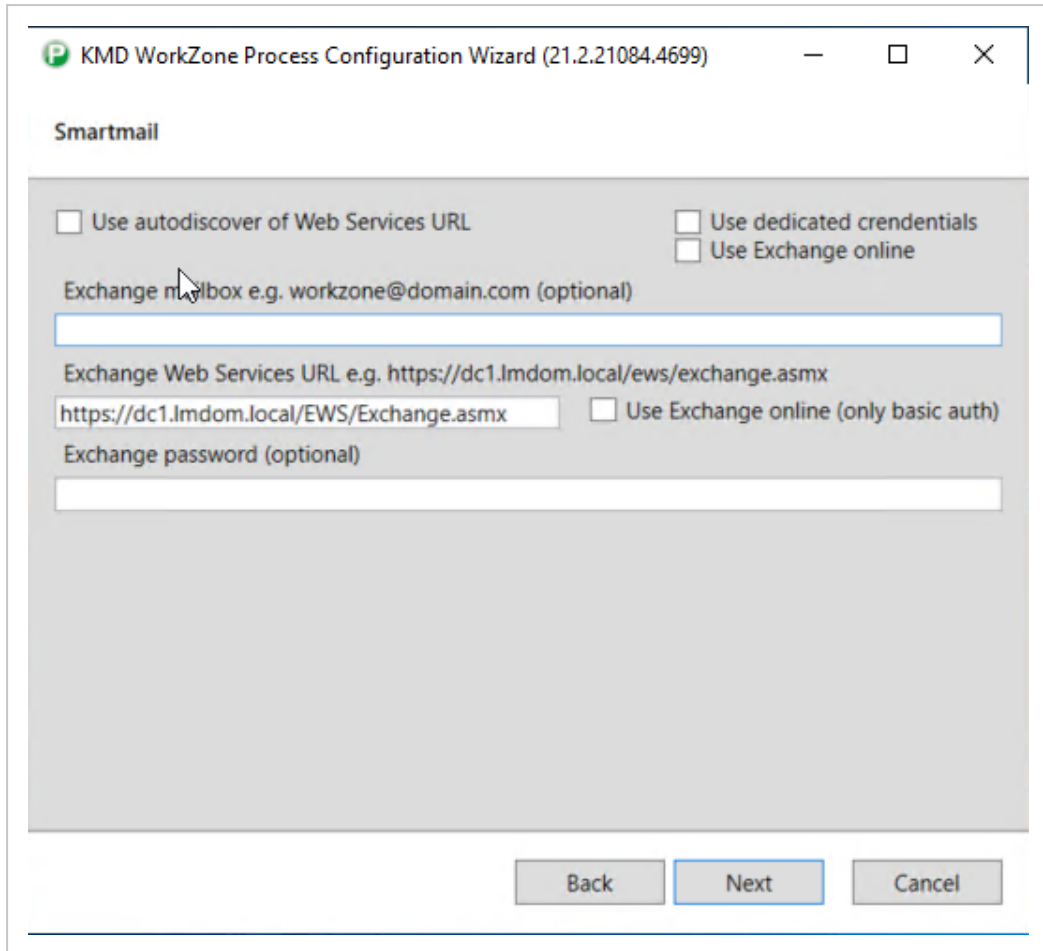 KMD WorkZone Process Configuration Wizard (21.2.21084.4699)
Smartmail
Use autodiscover of Web Services URL
Use dedicated crendentials
Use Exchange online
Exchange mailbox e.g. workzone@domain.com (optional)
Exchange Web Services URL e.g. https://dc1.lmdom.local/ews/exchange.asmx
https://dc1.lmdom.local/EWS/Exchange.asmx
Use Exchange online (only basic auth)
Exchange password (optional)
Back Next Cancel